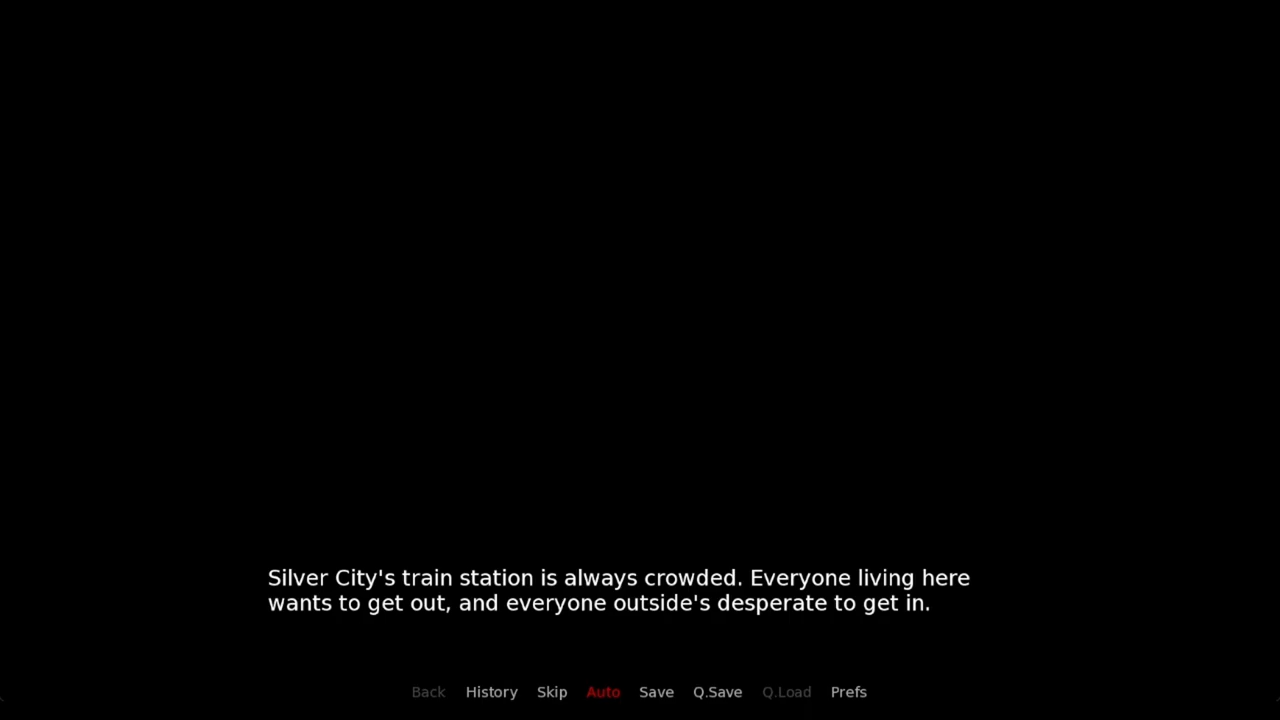 Silver City's train station is always crowded. Everyone living here
wants to get out, and everyone outside's desperate to get in.
Back History Skip Auto Save Q.Save Q.Load Prefs